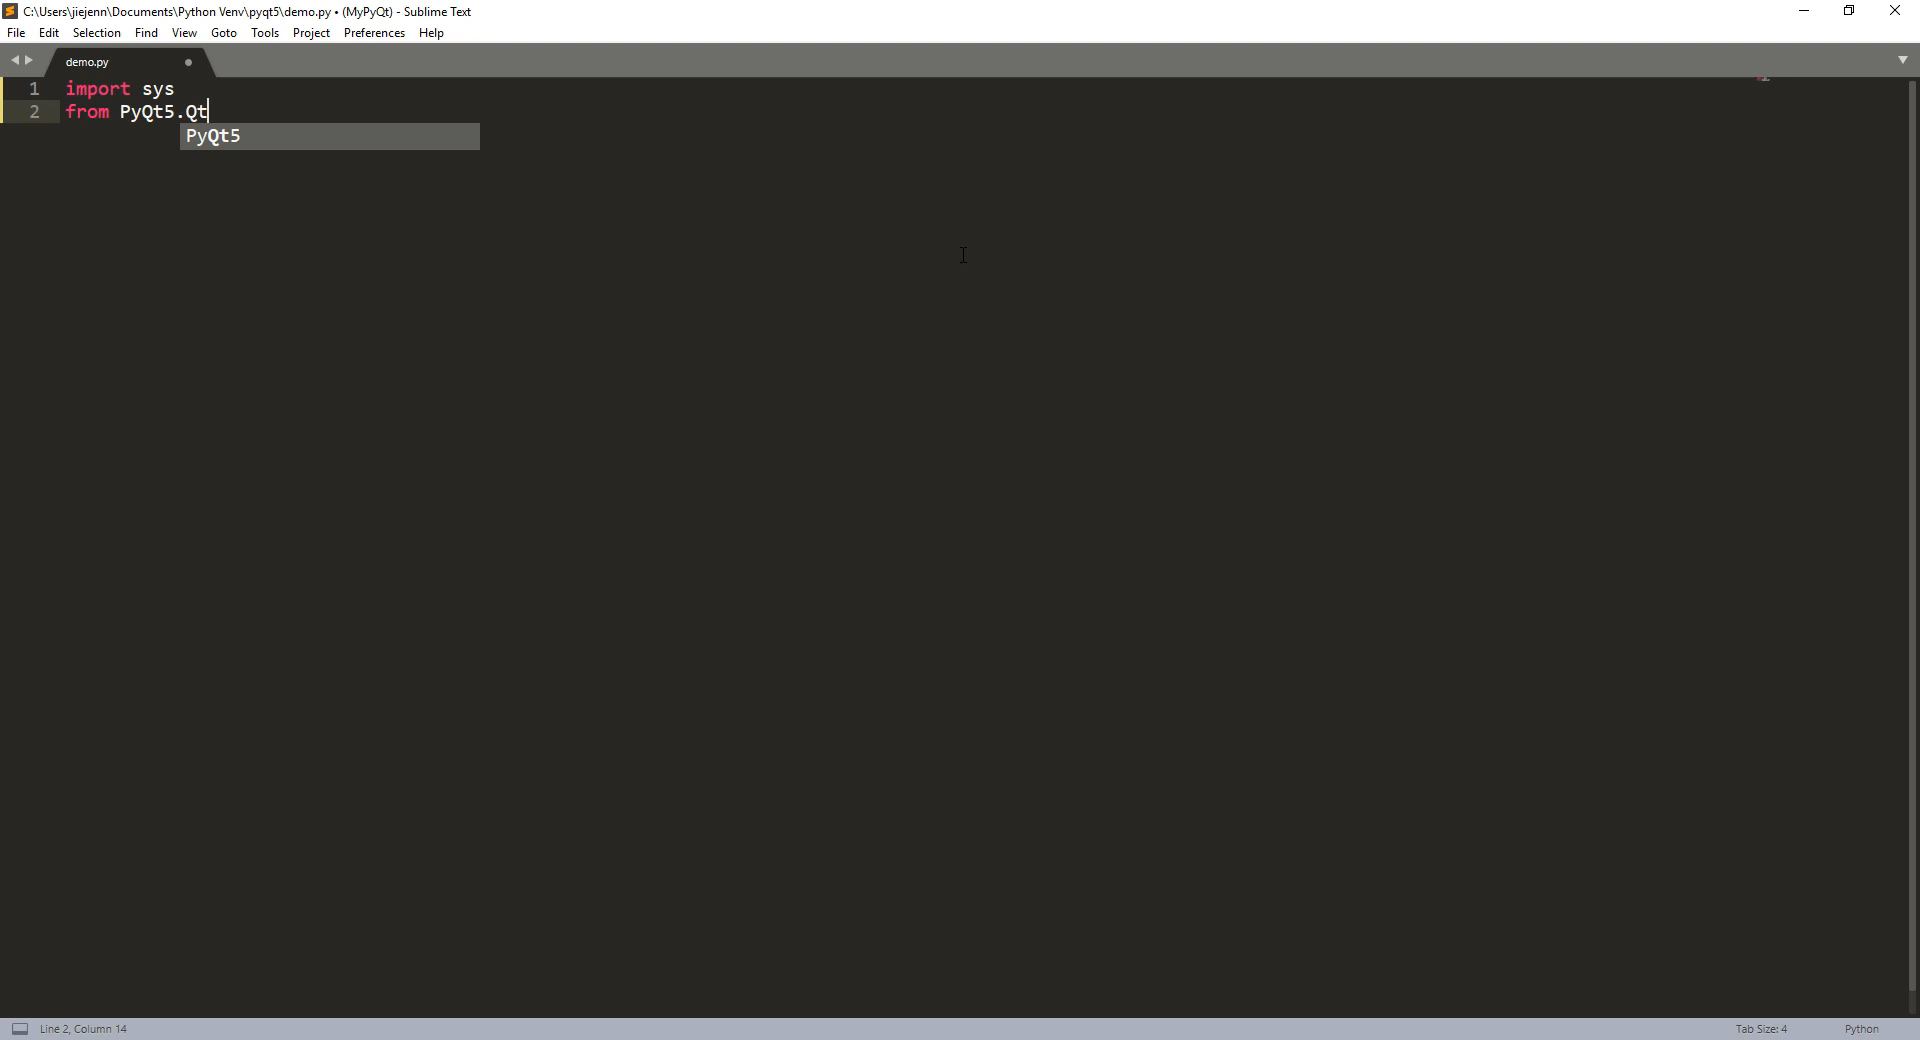 C:\Users\jiejenn\Documents\Python Venv\pyqt5\demo.py • (MyPyQt) - Sublime Text
File Edit Selection Find View Goto Tools Project Preferences Help
demo.py
1 import sys
2 from PyQt5.Qt
PyQt5
Line 2, Column 14 Tab Size: 4 Python